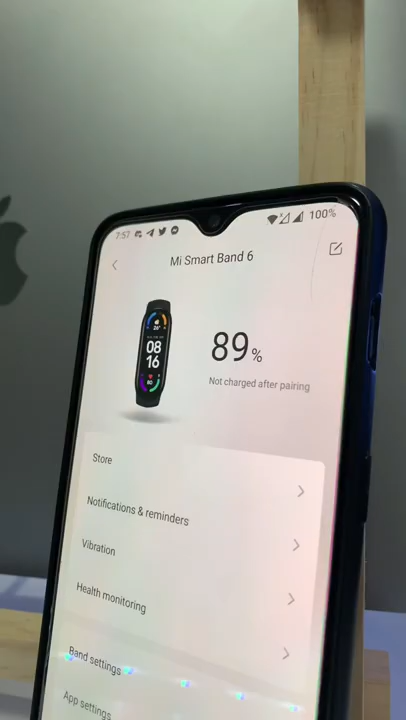 7:57
100%
Mi Smart Band 6
26°
08
16
89%
Not charged after pairing
Store
Notifications & reminders
Vibration
Health monitoring
Band settings
App settings